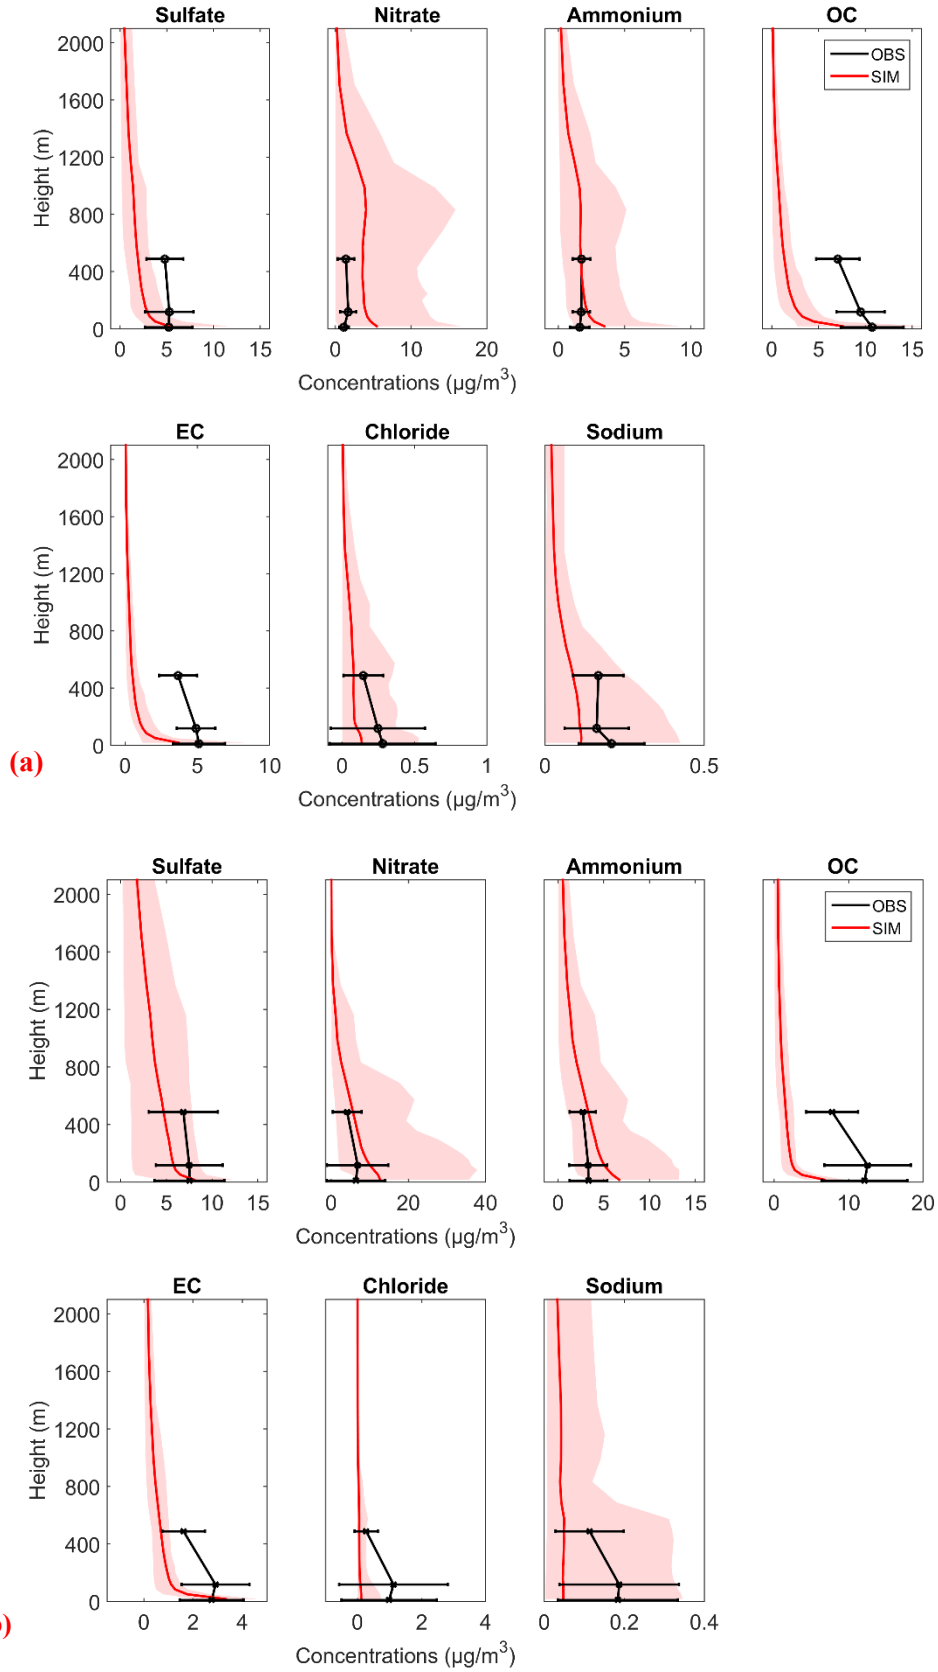 Sulfate Nitrate Ammonium OC
2000
1600
1200
800
400
0
Height (m)
OBS
SIM
0 5 10 15 0 10 20 0 5 10 0 5 10 15
Concentrations (µg/m³)
EC Chloride Sodium
2000
1600
1200
800
400
0
Height (m)
0 5 10 0 0.5 1 0 0.5
(a)
Concentrations (µg/m³)
Sulfate Nitrate Ammonium OC
2000
1600
1200
800
400
0
Height (m)
OBS
SIM
0 5 10 15 0 20 40 0 5 10 15 0 10 20
Concentrations (µg/m³)
EC Chloride Sodium
2000
1600
1200
800
400
0
Height (m)
0 2 4 0 2 4 0 0.2 0.4
)
Concentrations (µg/m³)